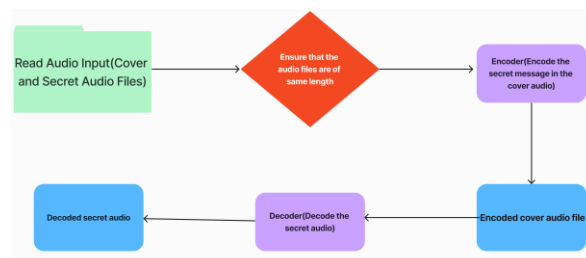 Read Audio Input(Cover
and Secret Audio Files)
Ensure that the
audio files are of
same length
Encoder(Encode the
secret message in the
cover audio)
Encoded cover audio file
Decoder(Decode the
secret audio)
Decoded secret audio